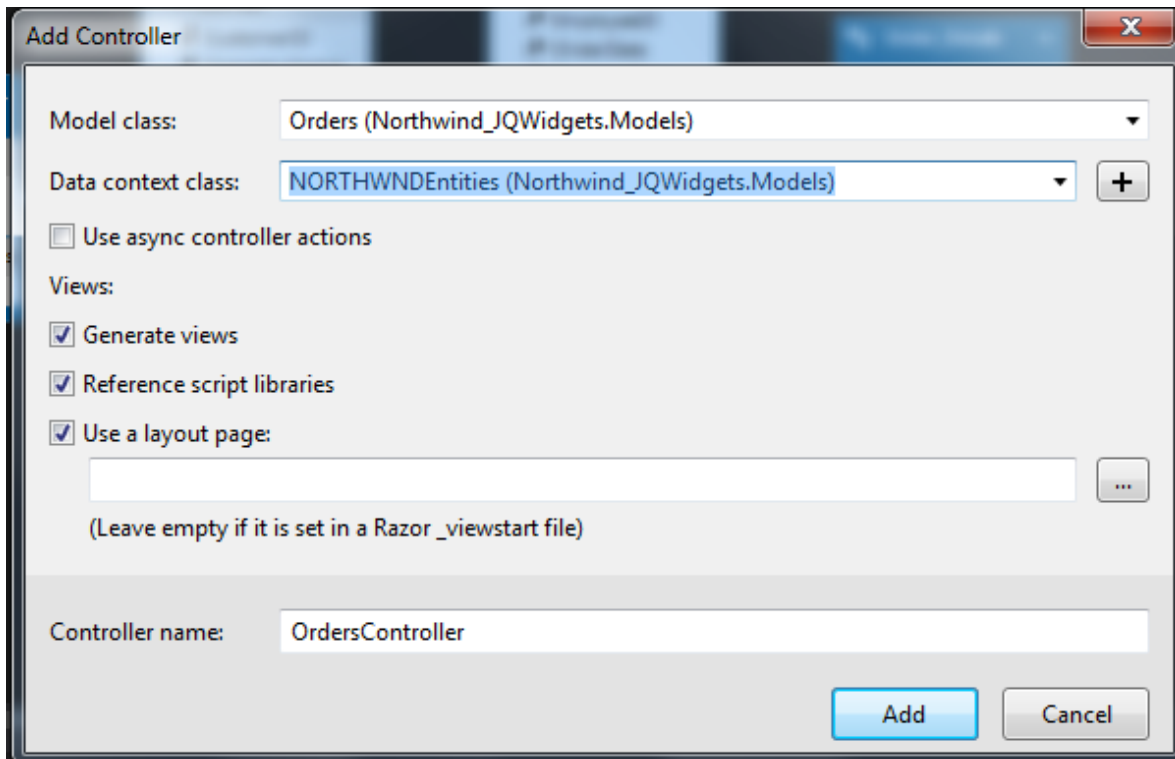 Add Controller
Model class:
Orders (Northwind_JQWidgets.Models)
Data context class:
NORTHWNDEntities (Northwind_JQWidgets.Models)
+
Use async controller actions
Views:
Generate views
Reference script libraries
Use a layout page:
...
(Leave empty if it is set in a Razor _viewstart file)
Controller name:
OrdersController
Add
Cancel